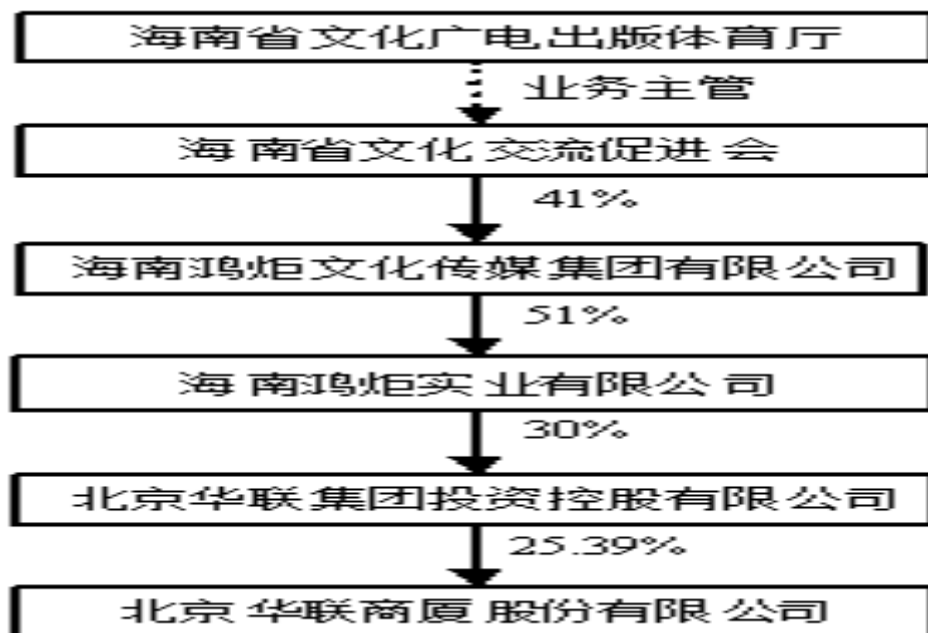 海南省文化广电出版体育厅
业务主管
海南省文化交流促进会
41%
海南鸿炬文化传媒集团有限公司
51%
海南鸿炬实业有限公司
30%
北京华联集团投资控股有限公司
25.39%
北京华联商厦股份有限公司